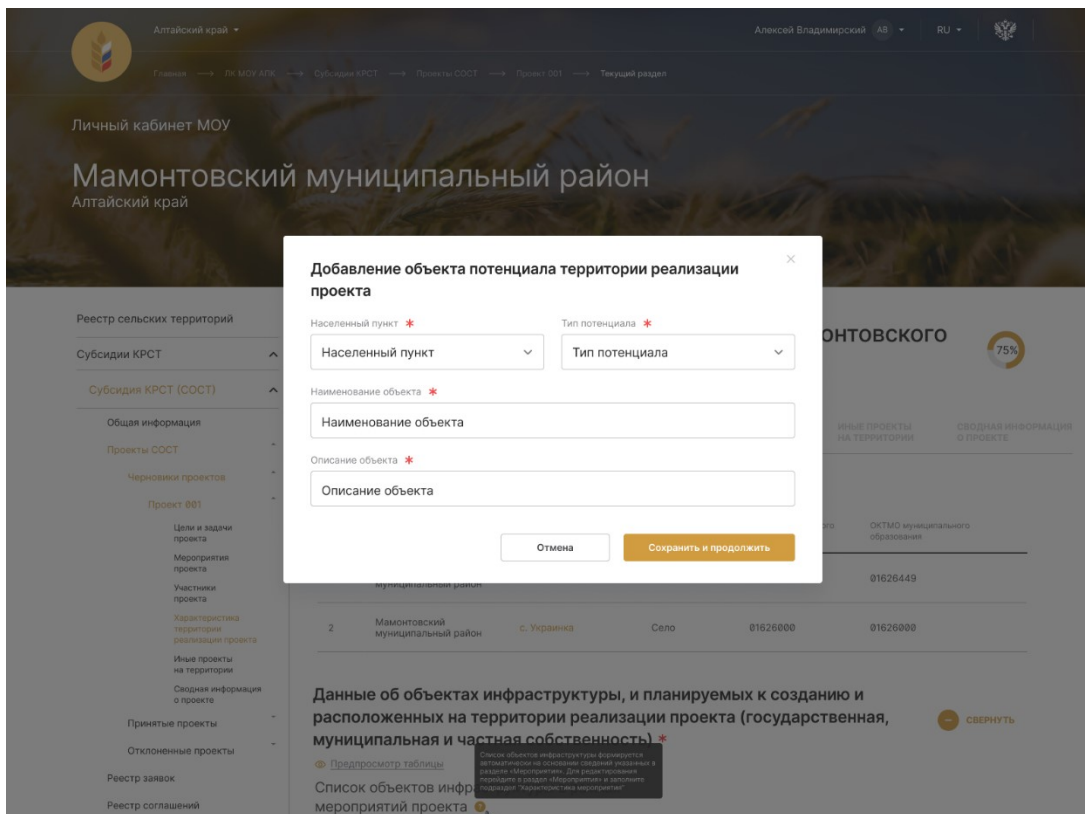 Алтайский край
Алексей Владимирский АВ RU
Главная → ЛК МОУ АПК → Субсидия КРСТ → Проекты СОСТ → Проект 001 → Текущий раздел
Личный кабинет МОУ
Мамонтовский муниципальный район
Алтайский край
Реестр сельских территорий
Субсидии КРСТ
Субсидия КРСТ (СОСТ)
Общая информация
Проекты СОСТ
Черновики проектов
Проект 001
Цели и задачи
проекта
Мероприятия
проекта
Участники
проекта
Характеристика
территории
реализации проекта
Иные проекты
на территории
Сводная информация
о проекте
Принятые проекты
Отклоненные проекты
Реестр заявок
Реестр соглашений
Добавление объекта потенциала территории реализации
проекта
Населенный пункт * Тип потенциала *
Населенный пункт Тип потенциала
Наименование объекта *
Наименование объекта
Описание объекта *
Описание объекта
Отмена Сохранить и продолжить
ОНТОВСКОГО
75%
ИНЫЕ ПРОЕКТЫ
НА ТЕРРИТОРИИ
СВОДНАЯ ИНФОРМАЦИЯ
О ПРОЕКТЕ
ого ОКТМО муниципального
образования
муниципальный район 01626449
2 Мамонтовский
муниципальный район с. Украинка Село 01626000 01626000
Данные об объектах инфраструктуры, и планируемых к созданию и
расположенных на территории реализации проекта (государственная,
муниципальная и частная собственность) *
СВЕРНУТЬ
Предпросмотр таблицы
Список объектов инфр
мероприятий проекта
Список объектов инфраструктуры формируется
автоматически на основании сведений указанных в
разделе «Мероприятия». Для редактирования
перейдите в раздел «Мероприятия» и заполните
подраздел "Характеристика мероприятия"